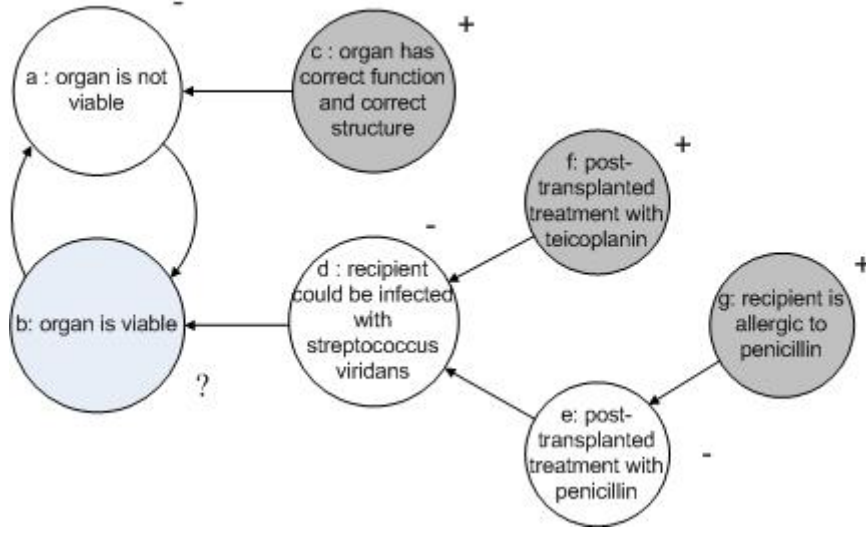 -
a : organ is not
viable
c : organ has
correct function
and correct
structure
+
f: post-
transplanted
treatment with
teicoplanin
+
-
d : recipient
could be infected
with
streptococcus
viridans
g: recipient is
allergic to
penicillin
+
b: organ is viable
?
e: post-
transplanted
treatment with
penicillin
-